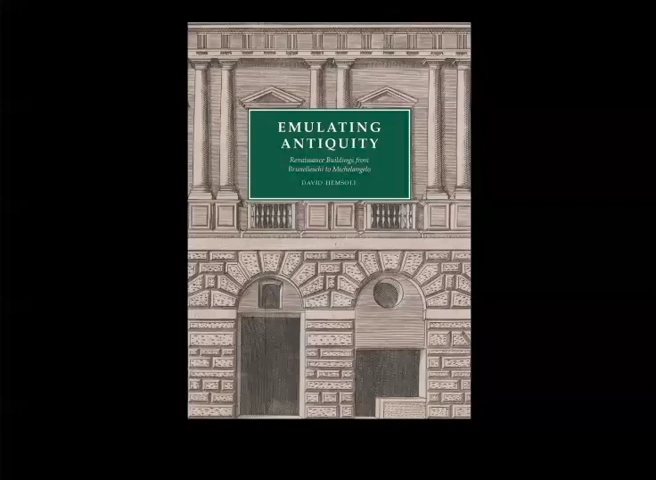 EMULATING
ANTIQUITY
Renaissance Buildings from
Brunelleschi to Michelangelo
DAVID HEMSOLL